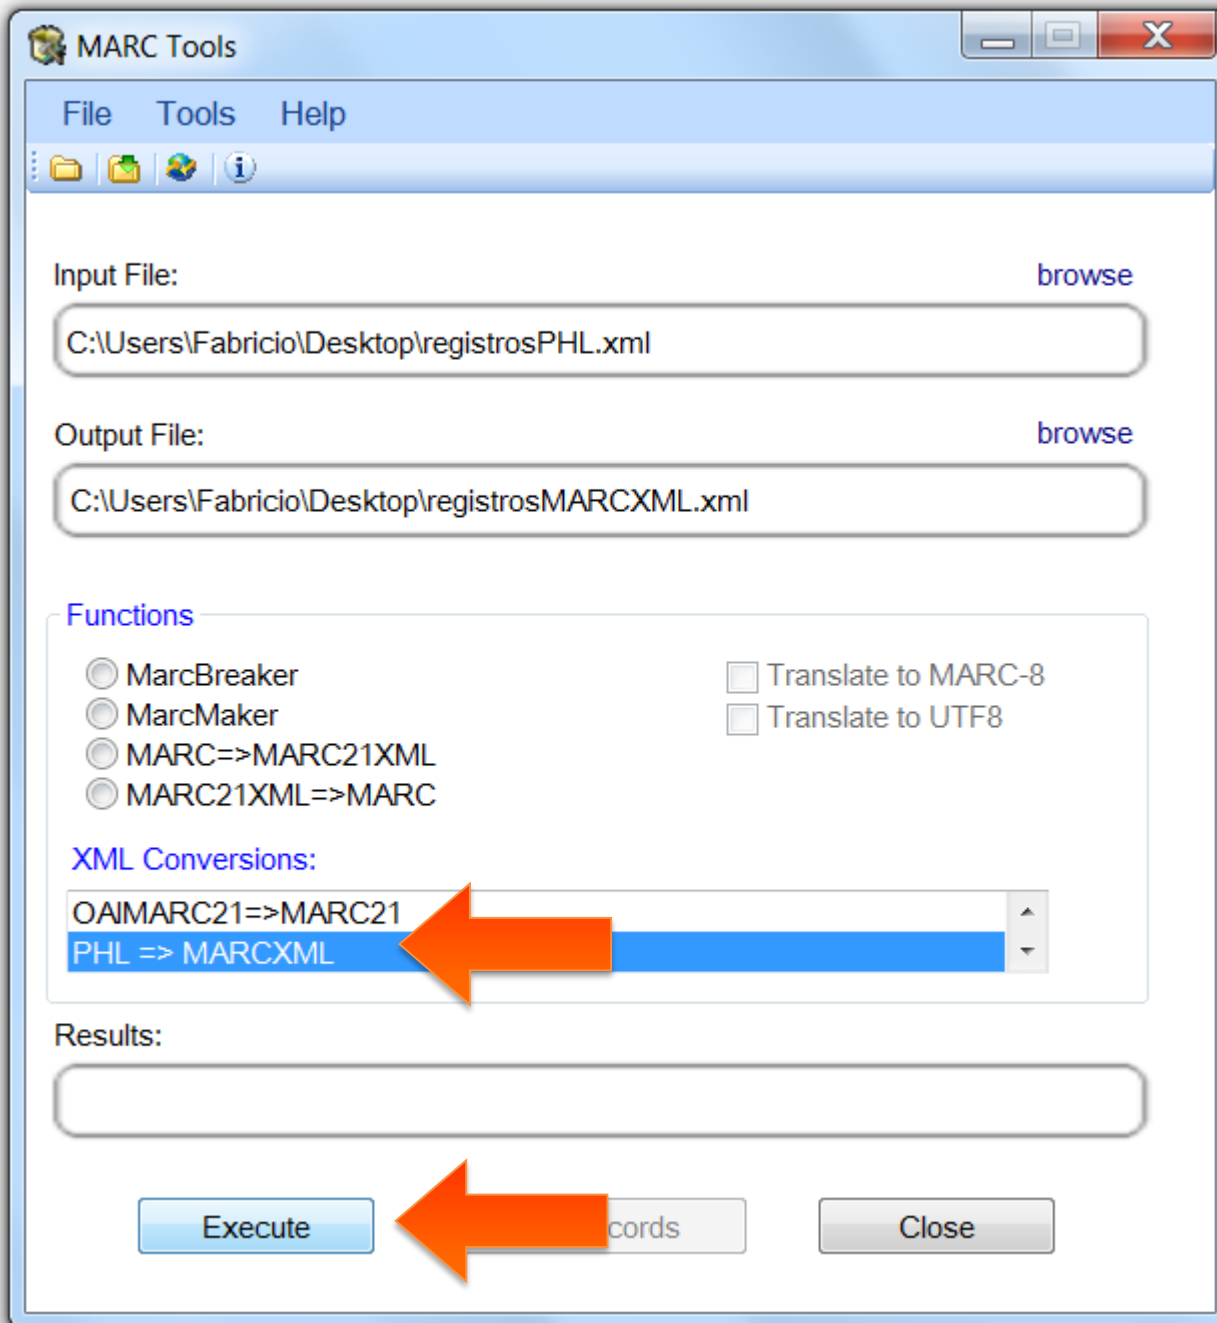 MARC Tools
File Tools Help
Input File: browse
C:\Users\Fabricio\Desktop\registrosPHL.xml
Output File: browse
C:\Users\Fabricio\Desktop\registrosMARCXML.xml
Functions
MarcBreaker Translate to MARC-8
MarcMaker Translate to UTF8
MARC=>MARC21XML
MARC21XML=>MARC
XML Conversions:
OAIMARC21=>MARC21
PHL => MARCXML
Results:
Execute cords Close